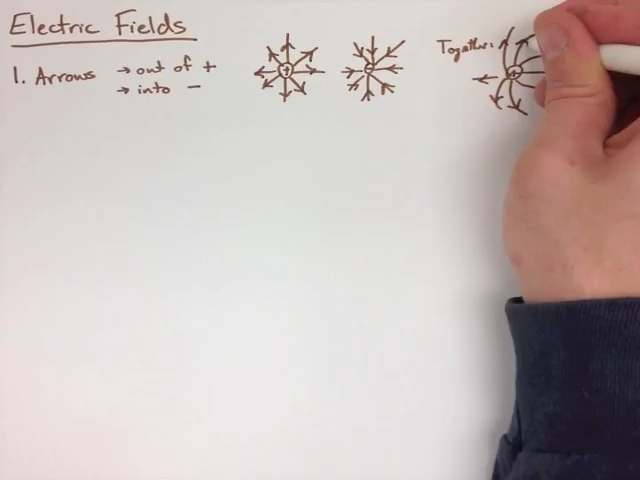 Electric Fields
1. Arrows → out of +
→ into -
+
-
Together:
+